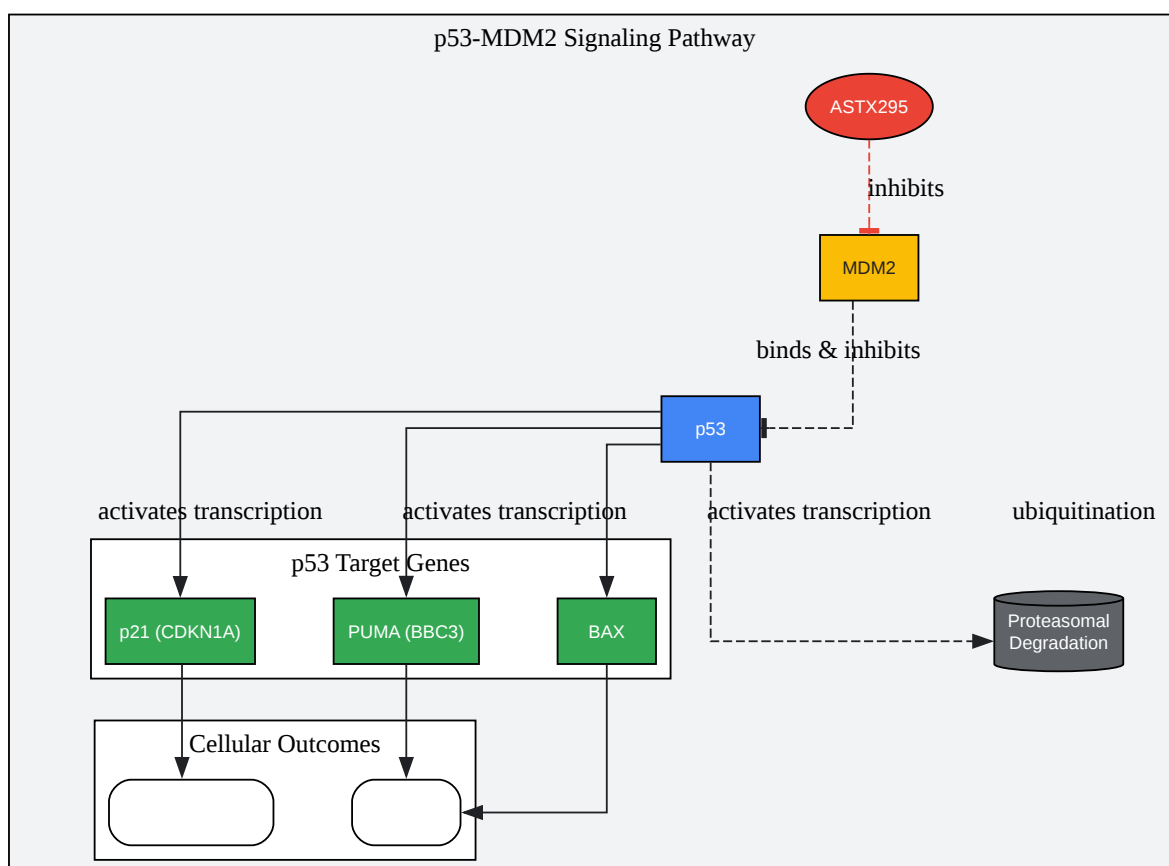 p53-MDM2 Signaling Pathway
ASTX295
inhibits
MDM2
binds & inhibits
p53
activates transcription
activates transcription
activates transcription
ubiquitination
p53 Target Genes
p21 (CDKN1A)
PUMA (BBC3)
BAX
Proteasomal
Degradation
Cellular Outcomes